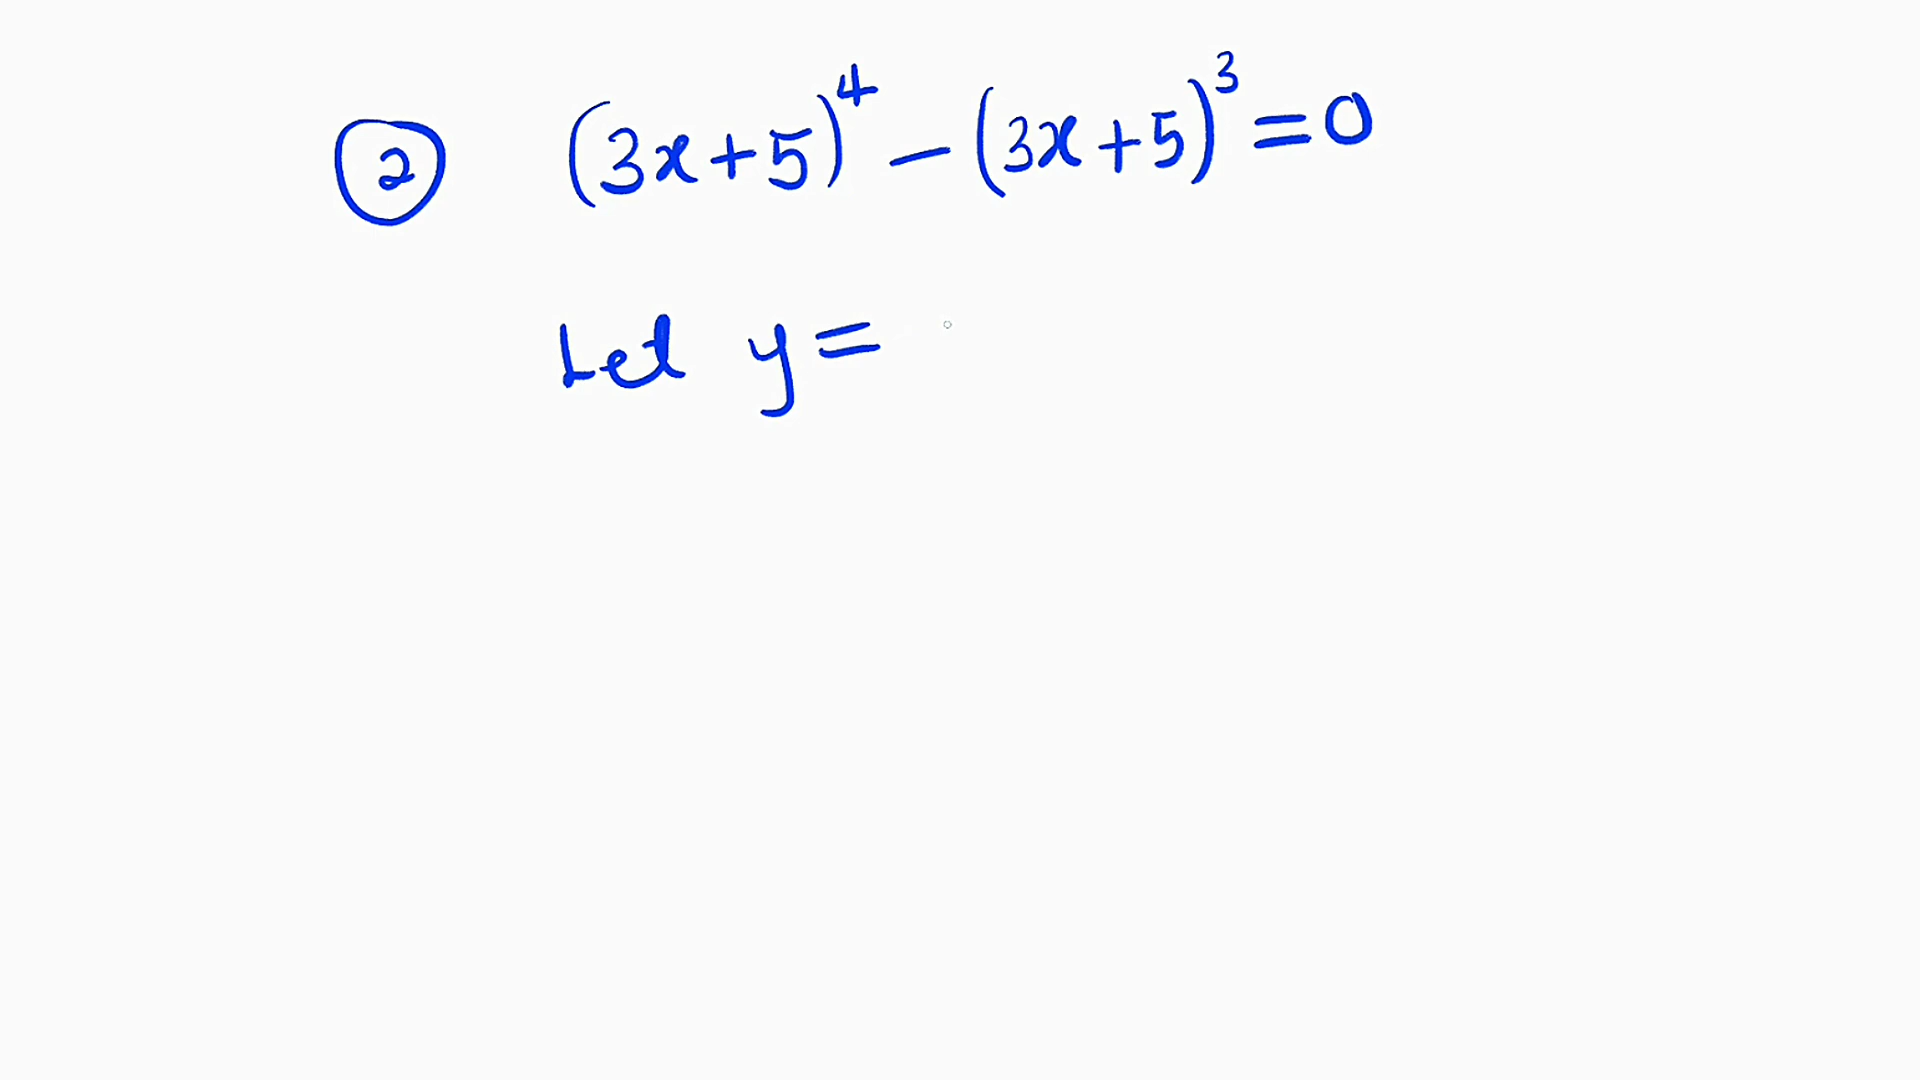 ② (3x+5)⁴ − (3x+5)³ = 0
Let y =